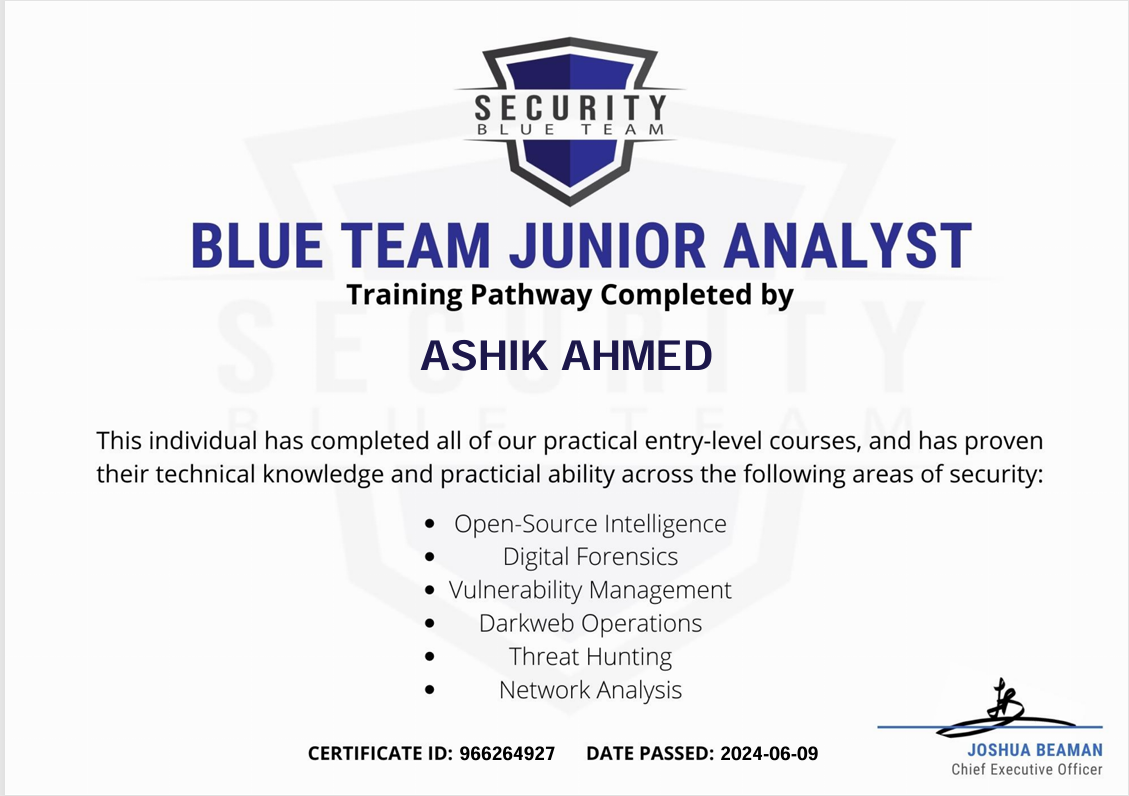 SECURITY
BLUE TEAM
BLUE TEAM JUNIOR ANALYST
Training Pathway Completed by
ASHIK AHMED
SECURITY
BLUE TEAM
This individual has completed all of our practical entry-level courses, and has proven
their technical knowledge and practicial ability across the following areas of security:
• Open-Source Intelligence
• Digital Forensics
• Vulnerability Management
• Darkweb Operations
• Threat Hunting
• Network Analysis
CERTIFICATE ID: 966264927 DATE PASSED: 2024-06-09
JOSHUA BEAMAN
Chief Executive Officer